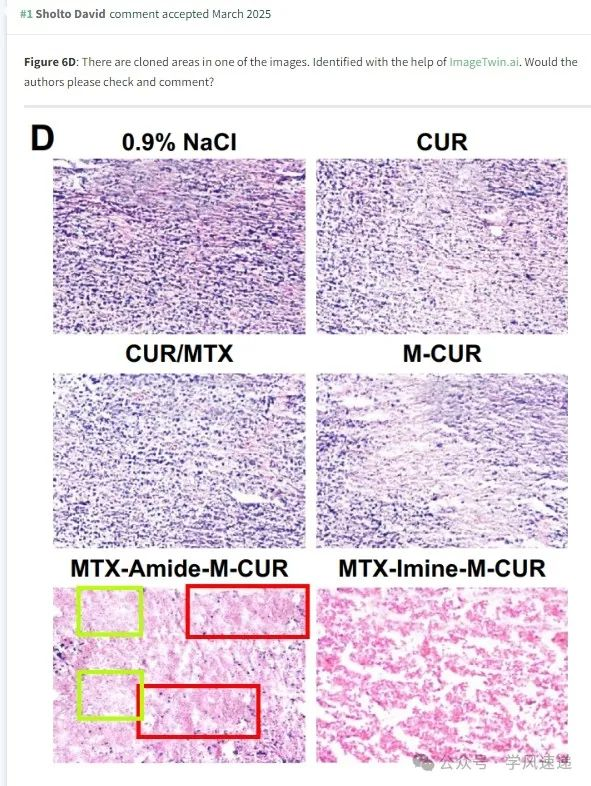 #1 Sholto David comment accepted March 2025
Figure 6D: There are cloned areas in one of the images. Identified with the help of ImageTwin.ai. Would the
authors please check and comment?
D
0.9% NaCl
CUR
CUR/MTX
M-CUR
MTX-Amide-M-CUR
MTX-Imine-M-CUR
公众号 学风速递